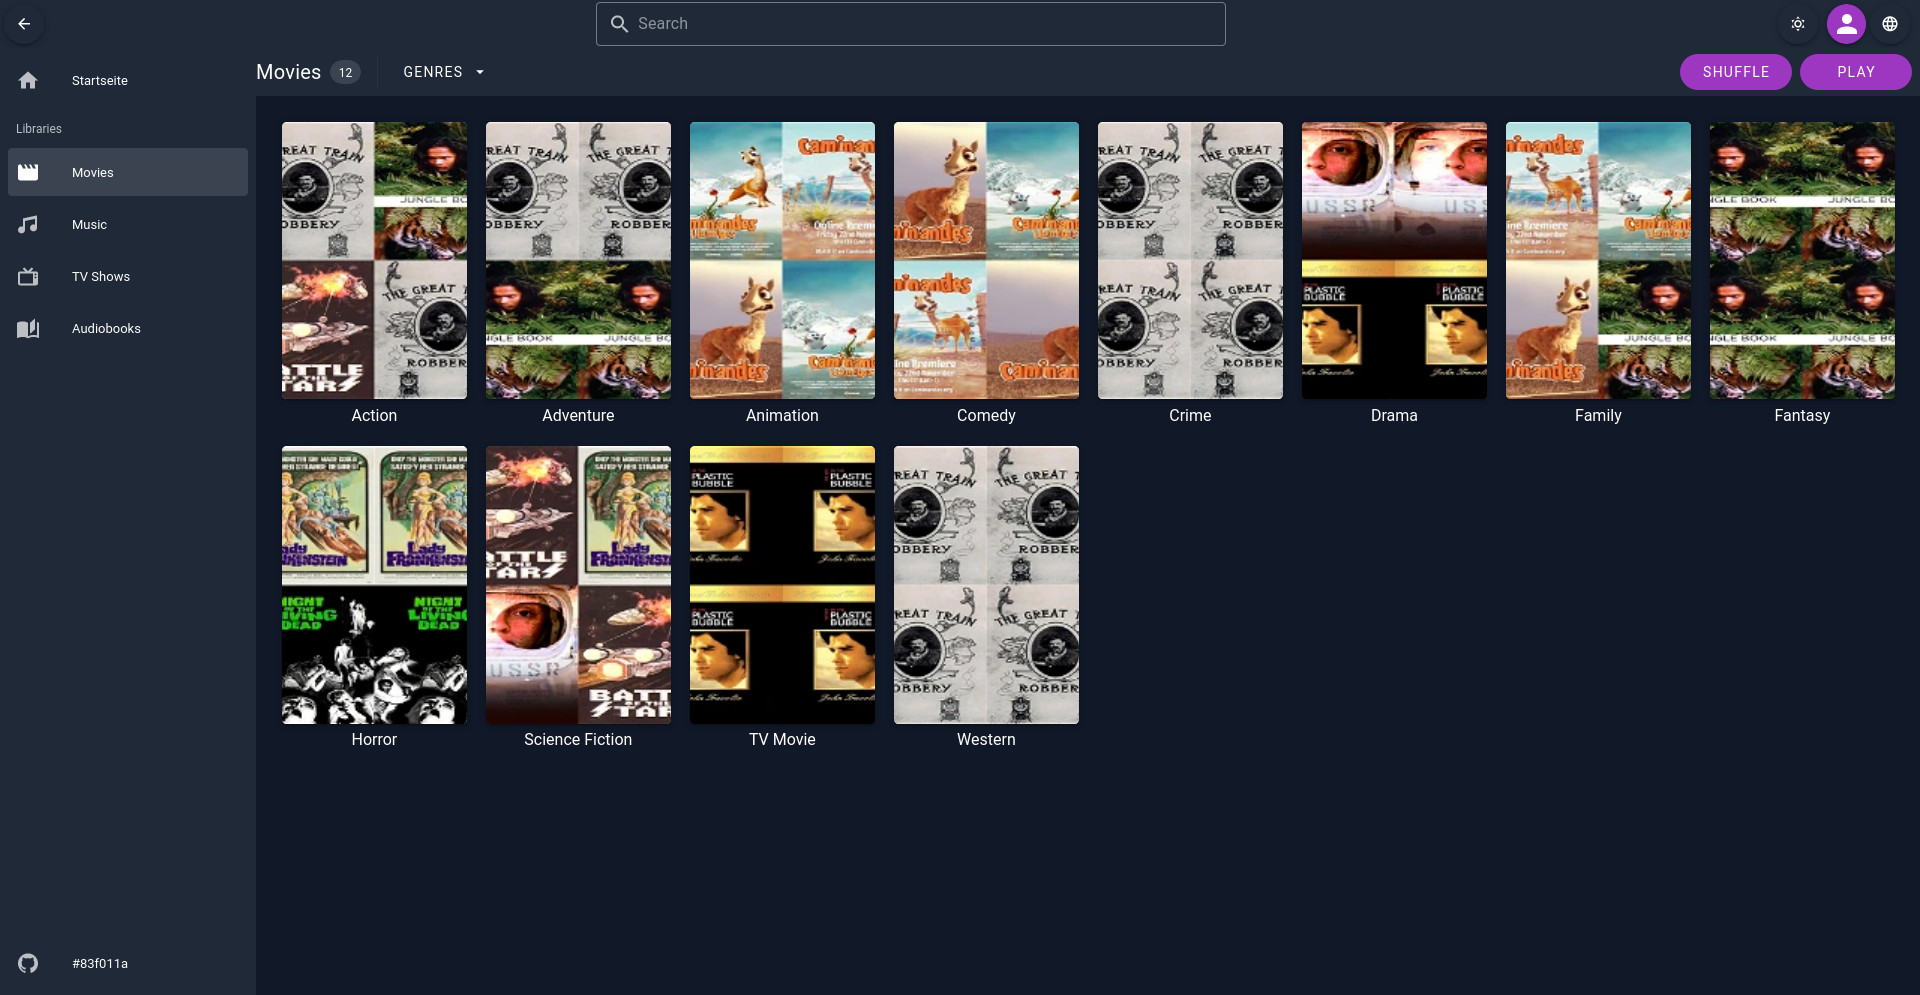 Search
Startseite
Libraries
Movies
Music
TV Shows
Audiobooks
#83f011a
Movies 12 GENRES
SHUFFLE PLAY
Action
Adventure
Animation
Comedy
Crime
Drama
Family
Fantasy
Horror
Science Fiction
TV Movie
Western